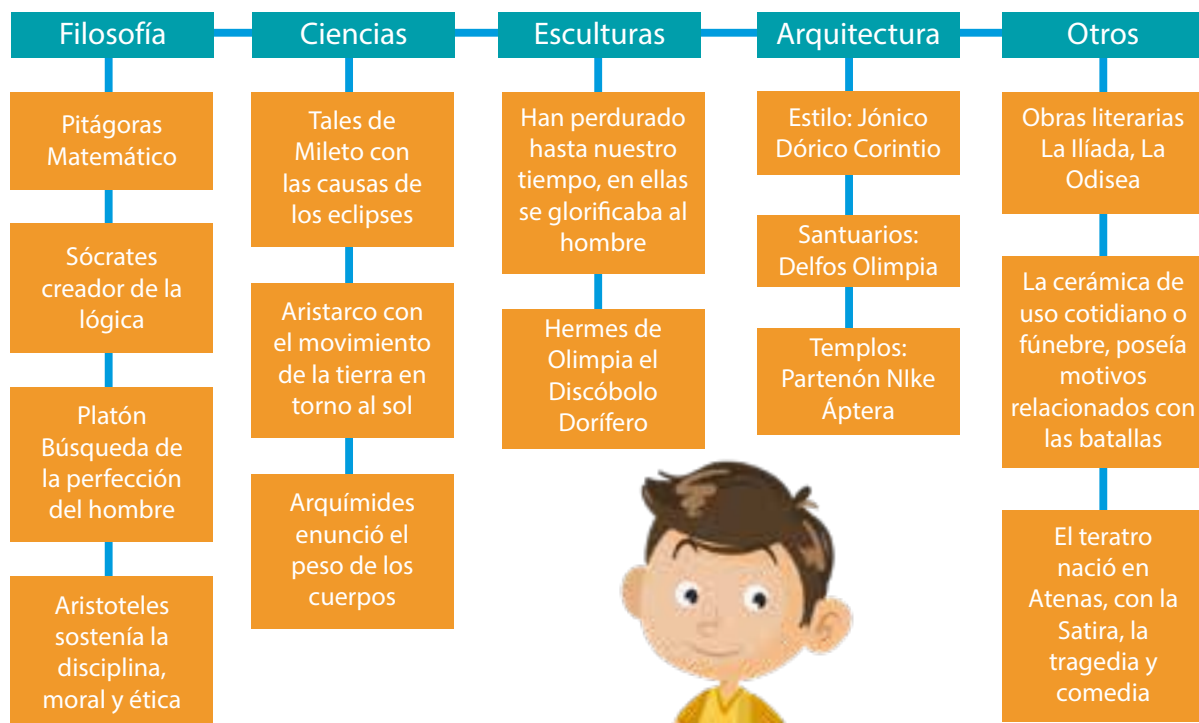 Filosofía
Pitágoras
Matemático
Sócrates
creador de la
lógica
Platón
Búsqueda de
la perfección
del hombre
Aristoteles
sostenía la
disciplina,
moral y ética
Ciencias
Tales de
Mileto con
las causas de
los eclipses
Aristarco con
el movimiento
de la tierra en
torno al sol
Arquímides
enunció el
peso de los
cuerpos
Esculturas
Han perdurado
hasta nuestro
tiempo, en ellas
se glorificaba al
hombre
Hermes de
Olimpia el
Discóbolo
Dorífero
Arquitectura
Estilo: Jónico
Dórico Corintio
Santuarios:
Delfos Olimpia
Templos:
Partenón NIke
Áptera
Otros
Obras literarias
La Ilíada, La
Odisea
La cerámica de
uso cotidiano o
fúnebre, poseía
motivos
relacionados con
las batallas
El teratro
nació en
Atenas, con la
Satira, la
tragedia y
comedia